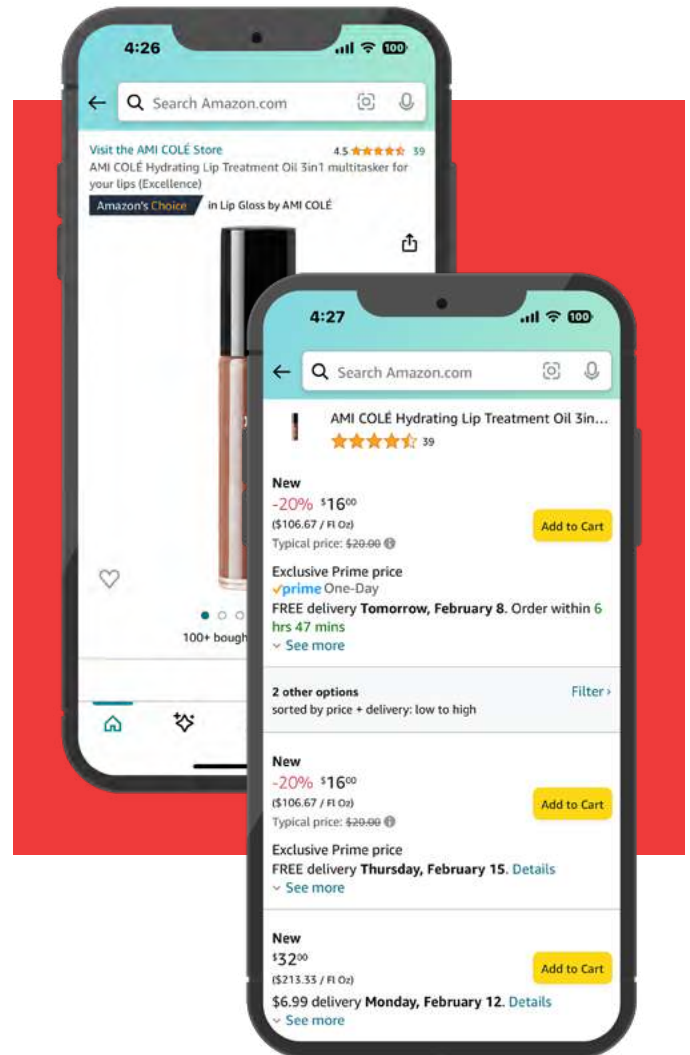 4:26
100
Search Amazon.com
Visit the AMI COLÉ Store 4.5 39
AMI COLÉ Hydrating Lip Treatment Oil 3in1 multitasker for
your lips (Excellence)
Amazon's Choice in Lip Gloss by AMI COLÉ
100+ bough
4:27
100
Search Amazon.com
AMI COLÉ Hydrating Lip Treatment Oil 3in...
39
New
-20% $1600
($106.67 / Fl Oz)
Add to Cart
Typical price: $20.00
Exclusive Prime price
prime One-Day
FREE delivery Tomorrow, February 8. Order within 6
hrs 47 mins
See more
2 other options Filter ›
sorted by price + delivery: low to high
New
-20% $1600
($106.67 / Fl Oz)
Add to Cart
Typical price: $20.00
Exclusive Prime price
FREE delivery Thursday, February 15. Details
See more
New
$3200
($213.33 / Fl Oz)
Add to Cart
$6.99 delivery Monday, February 12. Details
See more